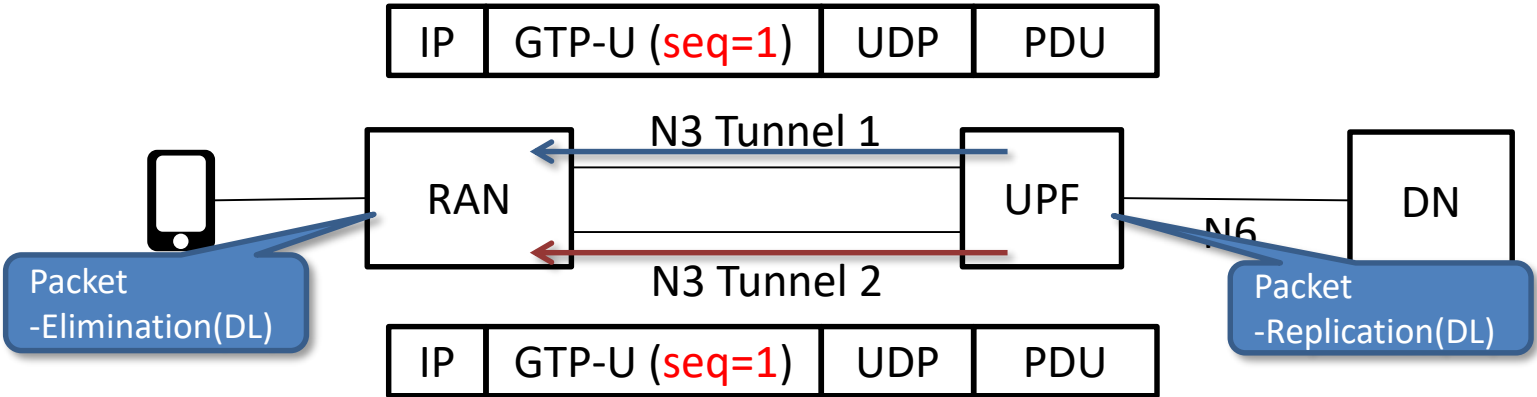 IP GTP-U (seq=1) UDP PDU
N3 Tunnel 1
RAN
UPF
DN
N6
N3 Tunnel 2
Packet
-Elimination(DL)
Packet
-Replication(DL)
IP GTP-U (seq=1) UDP PDU